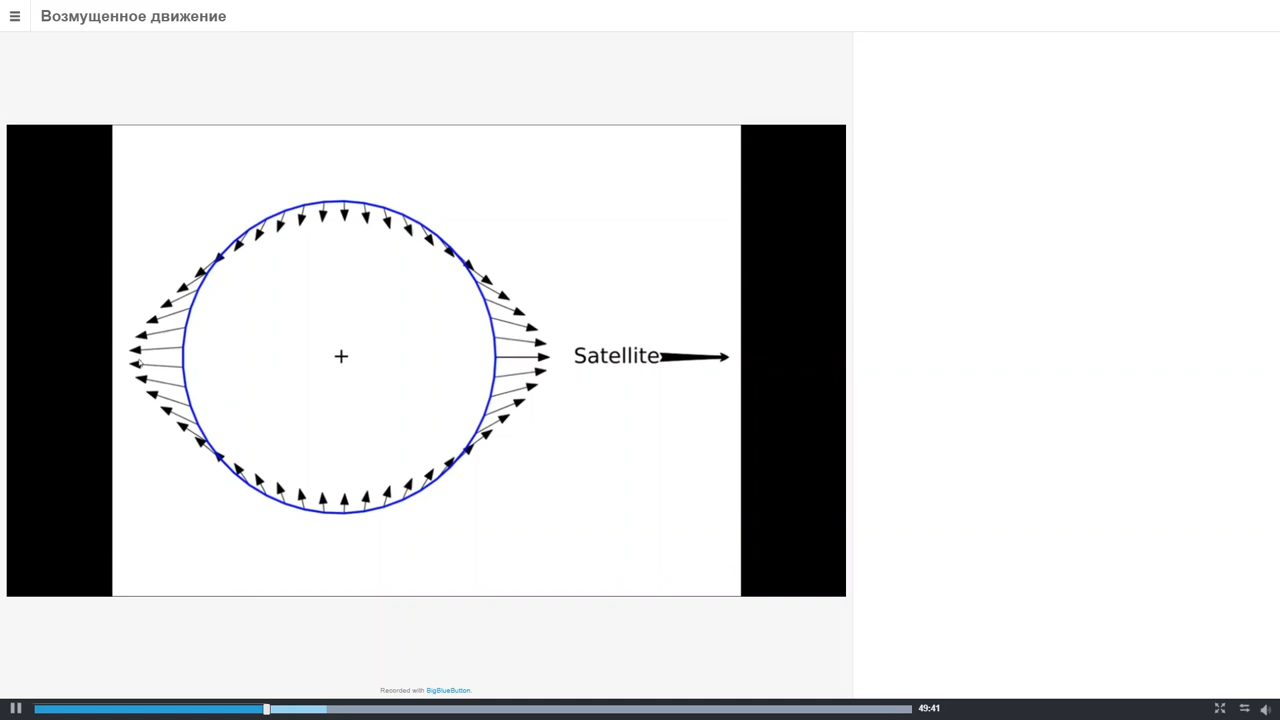 Возмущенное движение
Satellite
Recorded with BigBlueButton.
49:41